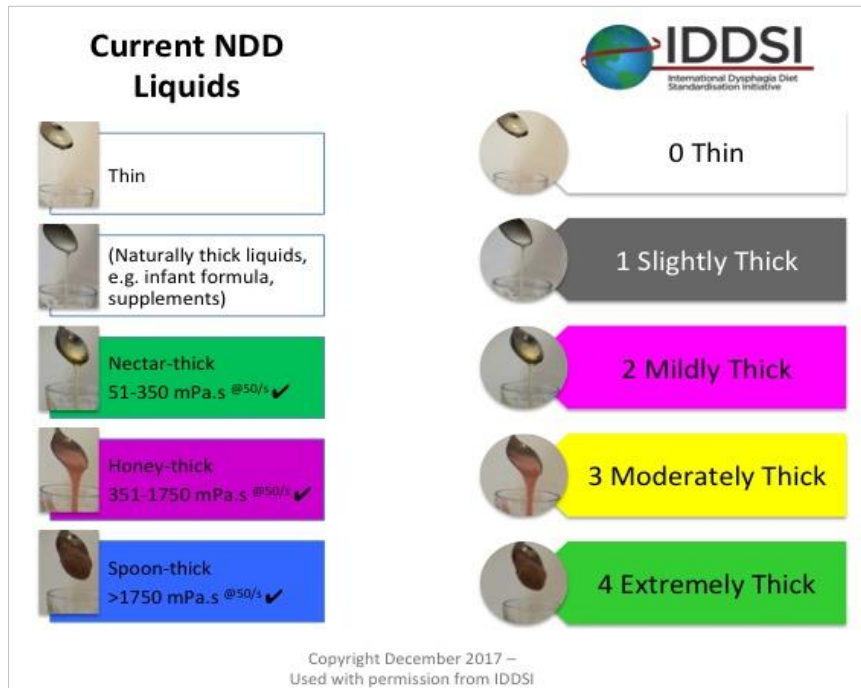 Current NDD
Liquids
Thin
(Naturally thick liquids,
e.g. infant formula,
supplements)
Nectar-thick
51-350 mPa.s @50/s ✔
Honey-thick
351-1750 mPa.s @50/s ✔
Spoon-thick
>1750 mPa.s @50/s ✔
IDDSI
International Dysphagia Diet
Standardisation Initiative
0 Thin
1 Slightly Thick
2 Mildly Thick
3 Moderately Thick
4 Extremely Thick
Copyright December 2017 –
Used with permission from IDDSI